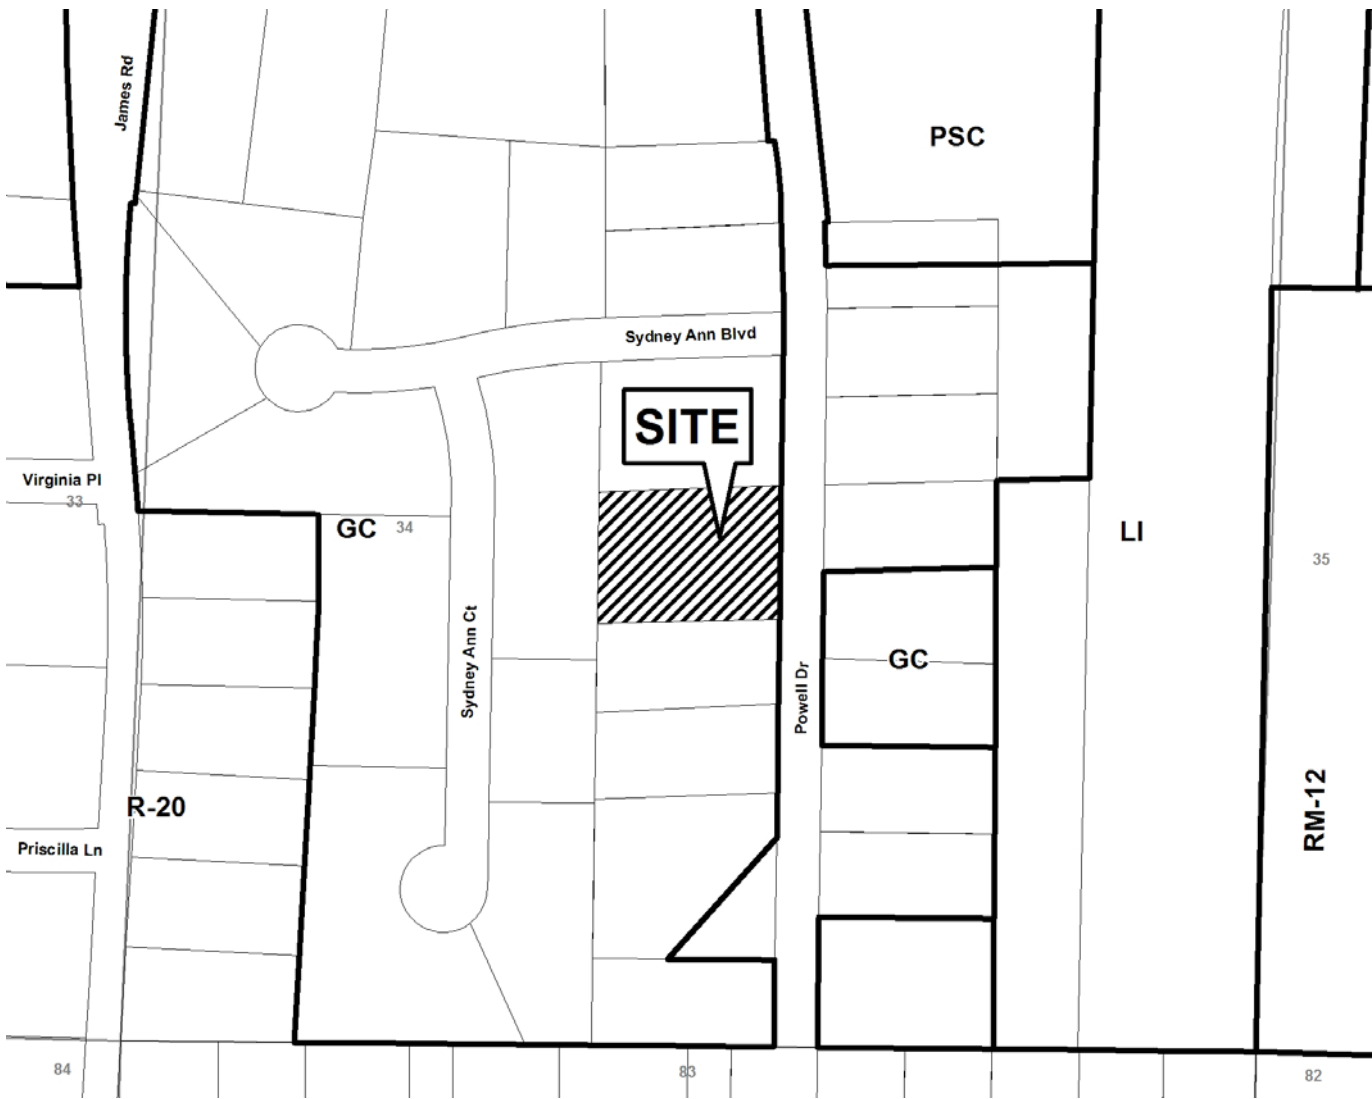 James Rd
PSC
Sydney Ann Blvd
SITE
Virginia Pl
33
GC
34
LI
35
Sydney Ann Ct
GC
Powell Dr
R-20
RM-12
Priscilla Ln
84
83
82